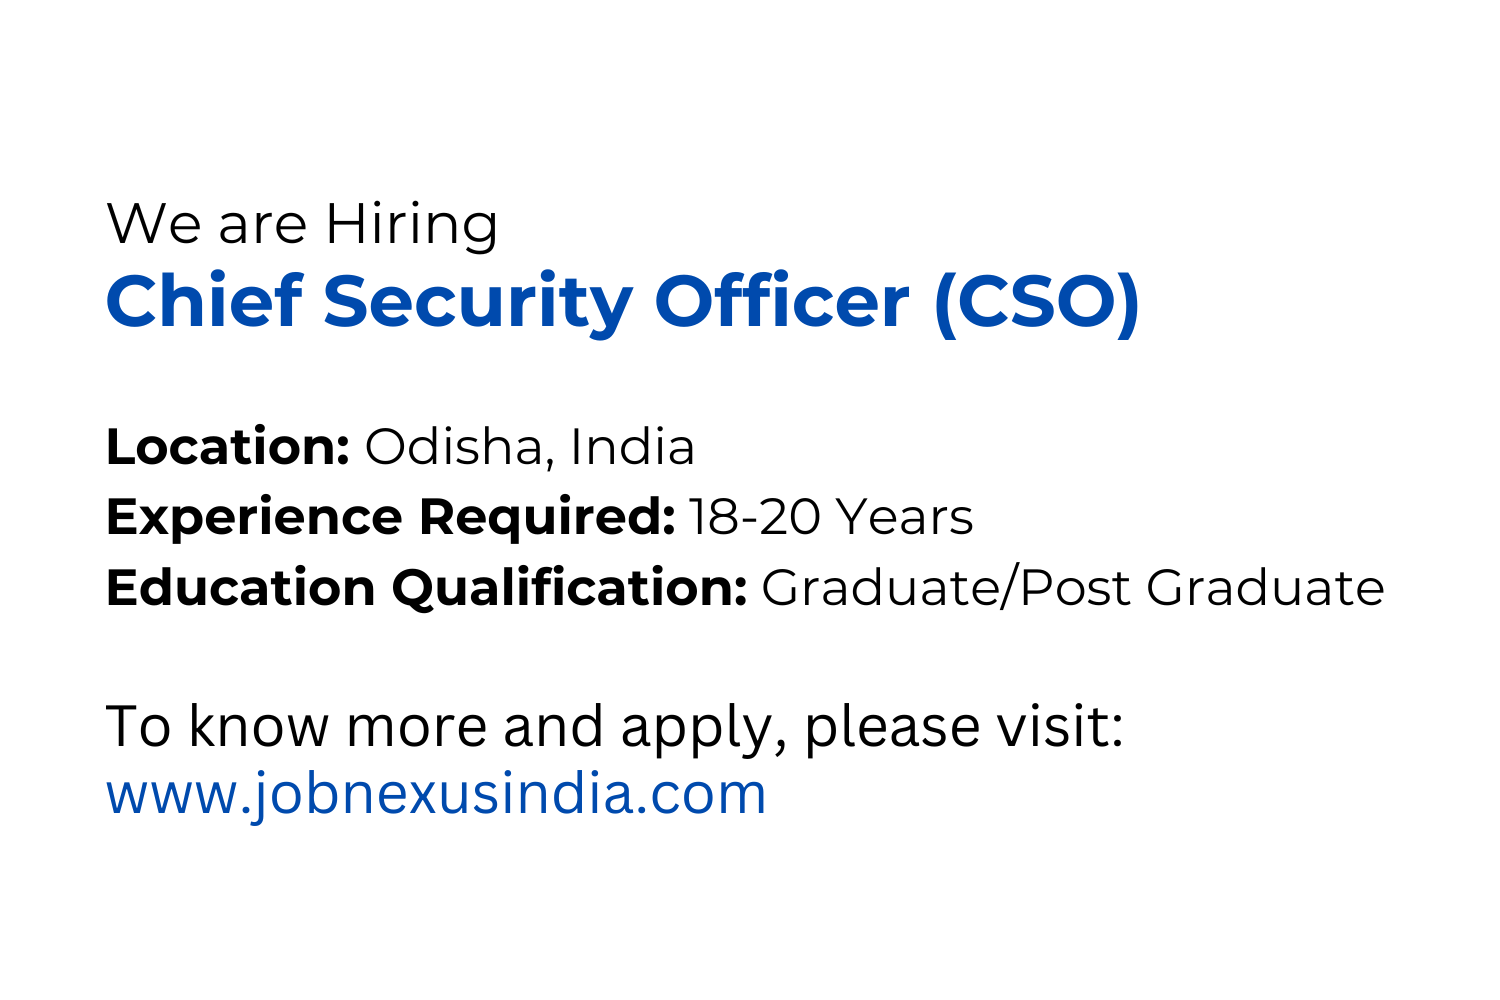 We are Hiring
Chief Security Officer (CSO)
Location: Odisha, India
Experience Required: 18-20 Years
Education Qualification: Graduate/Post Graduate
To know more and apply, please visit:
www.jobnexusindia.com